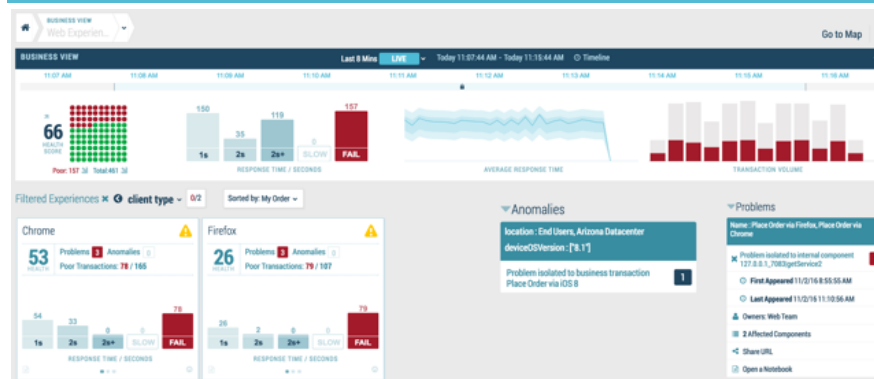 BUSINESS VIEW
Web Experien...
Go to Map
BUSINESS VIEW
Last 8 Mins LIVE Today 11:07:44 AM - Today 11:15:44 AM Timeline
11:07 AM 11:08 AM 11:09 AM 11:10 AM 11:11 AM 11:12 AM 11:13 AM 11:14 AM 11:15 AM 11:16 AM
66
HEALTH
SCORE
Poor: 157 Total:461
150 35 119 0 157
1s 2s 2s+ SLOW FAIL
RESPONSE TIME / SECONDS
AVERAGE RESPONSE TIME
TRANSACTION VOLUME
Filtered Experiences client type 0/2 Sorted by: My Order
Chrome
53
HEALTH
Problems 3 Anomalies 0
Poor Transactions: 78 / 165
54 33 0 0 78
1s 2s 2s+ SLOW FAIL
RESPONSE TIME / SECONDS
Firefox
26
HEALTH
Problems 3 Anomalies 0
Poor Transactions: 79 / 107
26 2 0 0 79
1s 2s 2s+ SLOW FAIL
RESPONSE TIME / SECONDS
Anomalies
location : End Users, Arizona Datacenter
deviceOSVersion : ["8.1"]
Problem isolated to business transaction
Place Order via iOS 8
1
Problems
Name : Place Order via Firefox, Place Order via
Chrome
Problem isolated to internal component
127.0.0.1_7083|getService2
First Appeared 11/2/16 8:55:55 AM
Last Appeared 11/2/16 11:10:56 AM
Owners: Web Team
2 Affected Components
Share URL
Open a Notebook